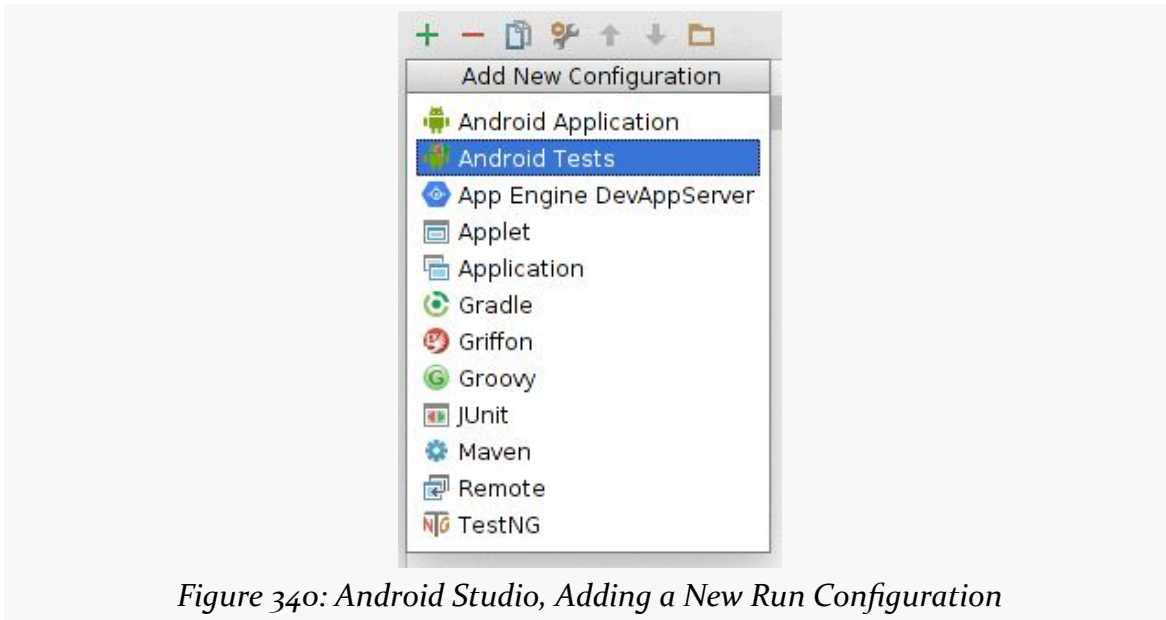 Add New Configuration
Android Application
Android Tests
App Engine DevAppServer
Applet
Application
Gradle
Griffon
Groovy
JUnit
Maven
Remote
TestNG
Figure 340: Android Studio, Adding a New Run Configuration